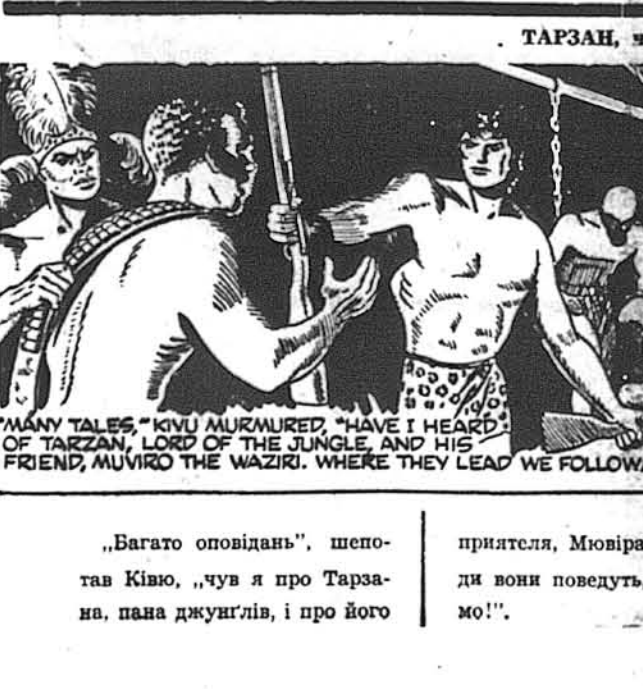 ТАРЗАН,
"MANY TALES," KIVU MURMURED, "HAVE I HEARD
OF TARZAN, LORD OF THE JUNGLE, AND HIS
FRIEND, MUVIRO THE WAZIRI. WHERE THEY LEAD WE FOLLOW
„Багато оповідань", шепо-
тав Ківю, „чув я про Тарза-
на, пана джунґлів, і про його
приятеля, Мювіра
ди вони поведуть,
мо!".